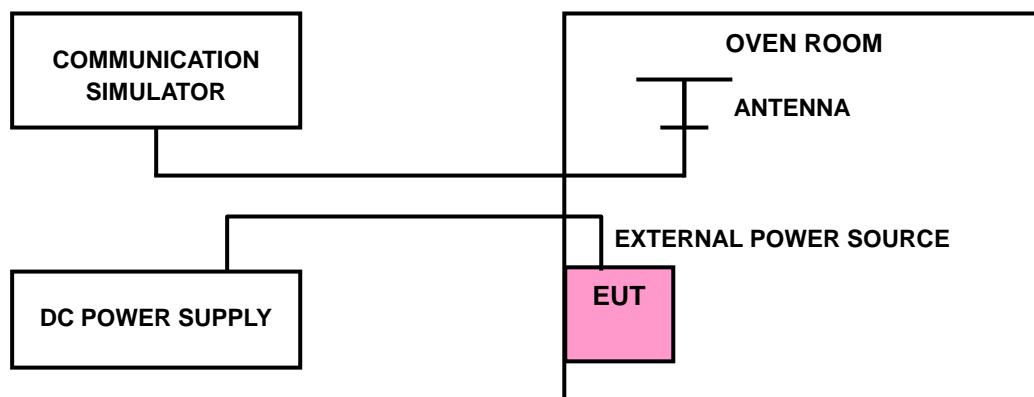 COMMUNICATION
SIMULATOR
OVEN ROOM
ANTENNA
EXTERNAL POWER SOURCE
DC POWER SUPPLY
EUT